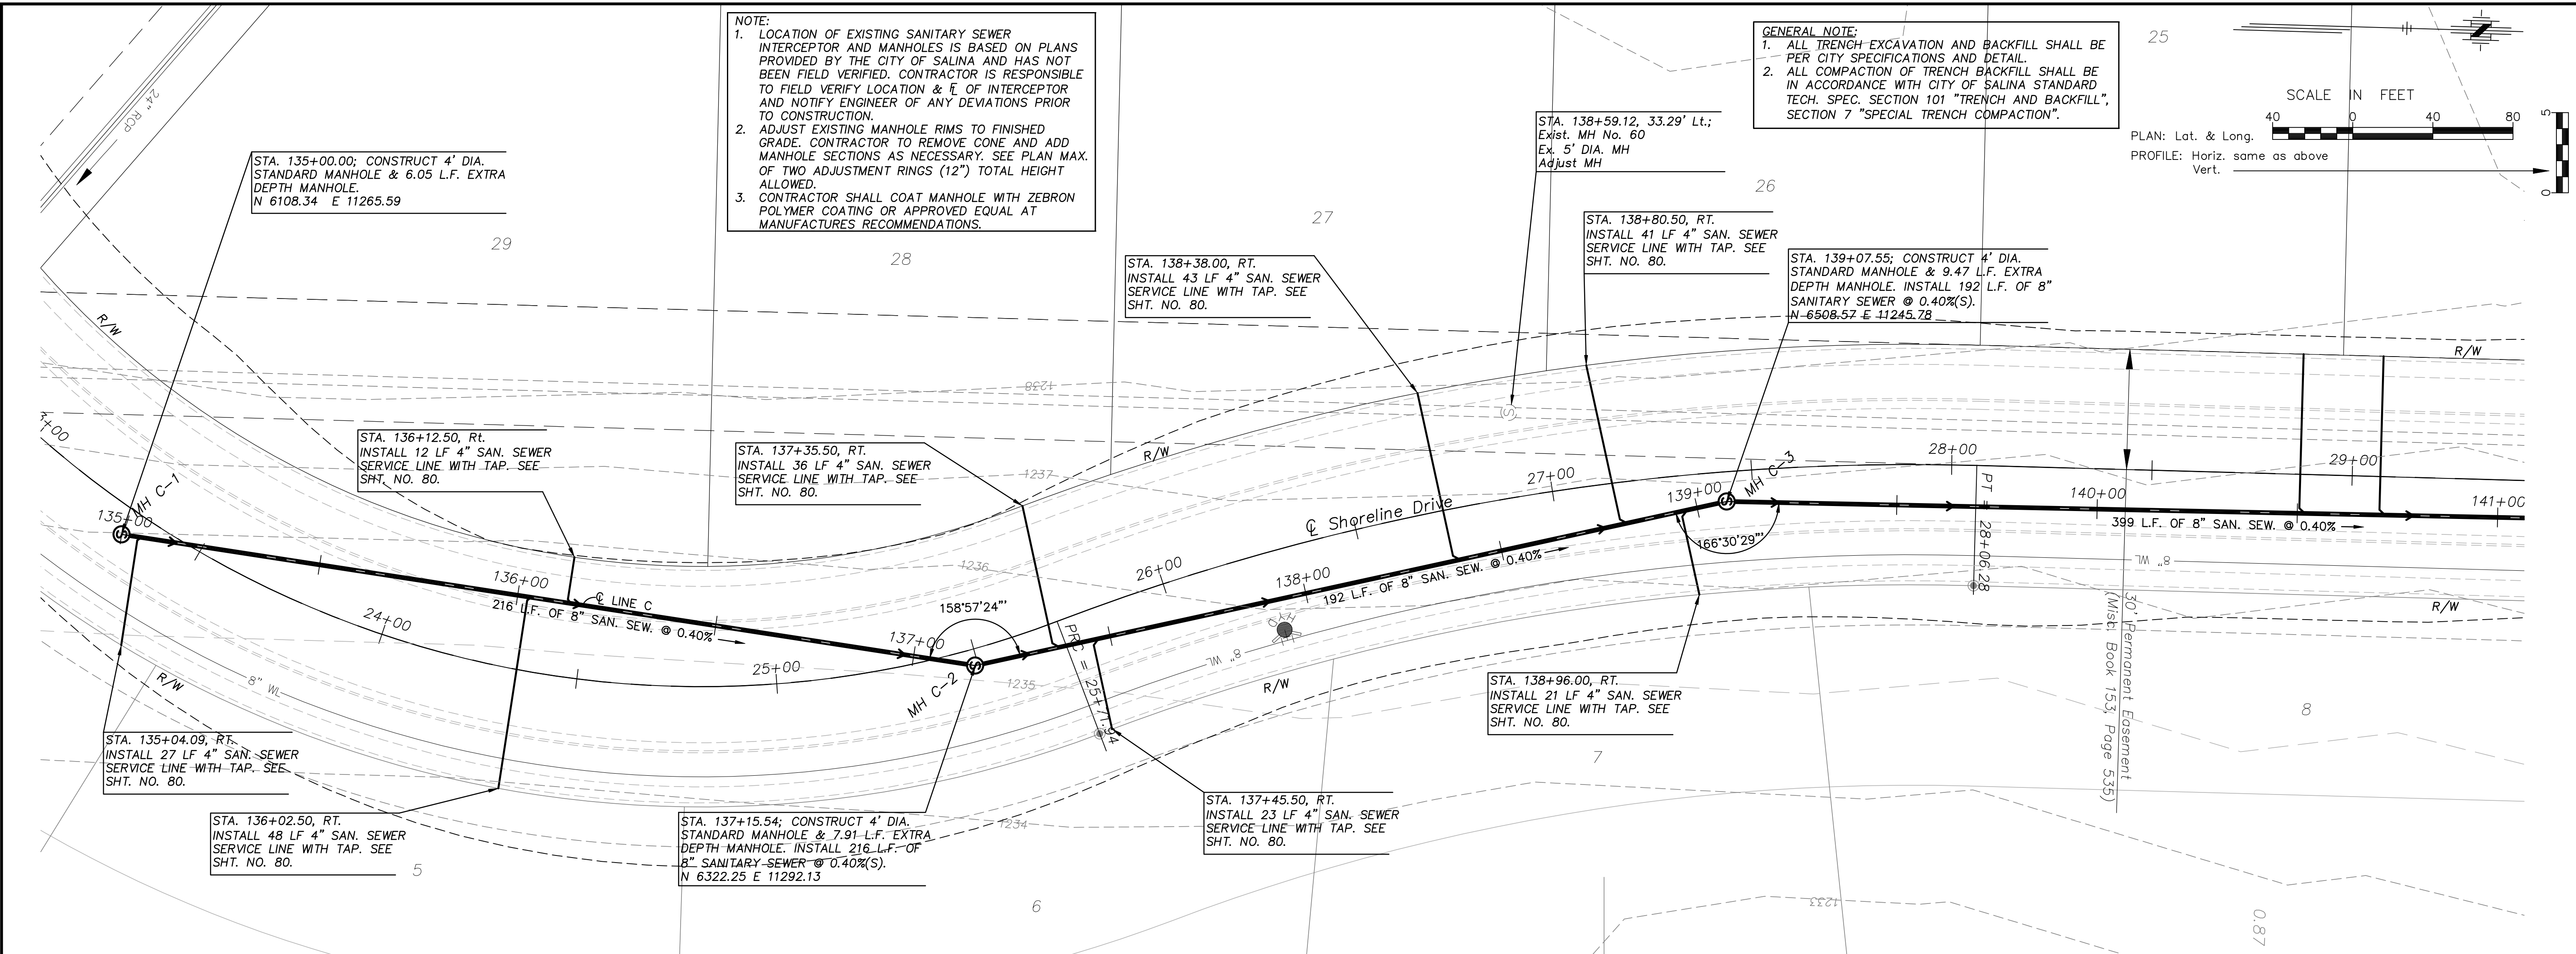 NOTE:
1. LOCATION OF EXISTING SANITARY SEWER
INTERCEPTOR AND MANHOLES IS BASED ON PLANS
PROVIDED BY THE CITY OF SALINA AND HAS NOT
BEEN FIELD VERIFIED. CONTRACTOR IS RESPONSIBLE
TO FIELD VERIFY LOCATION & FL OF INTERCEPTOR
AND NOTIFY ENGINEER OF ANY DEVIATIONS PRIOR
TO CONSTRUCTION.
2. ADJUST EXISTING MANHOLE RIMS TO FINISHED
GRADE. CONTRACTOR TO REMOVE CONE AND ADD
MANHOLE SECTIONS AS NECESSARY. SEE PLAN MAX.
OF TWO ADJUSTMENT RINGS (12") TOTAL HEIGHT
ALLOWED.
3. CONTRACTOR SHALL COAT MANHOLE WITH ZEBRON
POLYMER COATING OR APPROVED EQUAL AT
MANUFACTURES RECOMMENDATIONS.
GENERAL NOTE:
1. ALL TRENCH EXCAVATION AND BACKFILL SHALL BE
PER CITY SPECIFICATIONS AND DETAIL.
2. ALL COMPACTION OF TRENCH BACKFILL SHALL BE
IN ACCORDANCE WITH CITY OF SALINA STANDARD
TECH. SPEC. SECTION 101 "TRENCH AND BACKFILL",
SECTION 7 "SPECIAL TRENCH COMPACTION".
25
SCALE IN FEET
40 0 40 80
PLAN: Lat. & Long.
PROFILE: Horiz. same as above
Vert.
5
0
24" RCP
STA. 135+00.00; CONSTRUCT 4' DIA.
STANDARD MANHOLE & 6.05 L.F. EXTRA
DEPTH MANHOLE.
N 6108.34 E 11265.59
29
28
27
26
STA. 138+59.12, 33.29' Lt.;
Exist. MH No. 60
Ex. 5' DIA. MH
Adjust MH
STA. 138+38.00, RT.
INSTALL 43 LF 4" SAN. SEWER
SERVICE LINE WITH TAP. SEE
SHT. NO. 80.
STA. 138+80.50, RT.
INSTALL 41 LF 4" SAN. SEWER
SERVICE LINE WITH TAP. SEE
SHT. NO. 80.
STA. 139+07.55; CONSTRUCT 4' DIA.
STANDARD MANHOLE & 9.47 L.F. EXTRA
DEPTH MANHOLE. INSTALL 192 L.F. OF 8"
SANITARY SEWER @ 0.40%(S).
N 6508.57 E 11245.78
R/W
R/W
R/W
1238
1237
1236
1235
1234
1233
STA. 136+12.50, Rt.
INSTALL 12 LF 4" SAN. SEWER
SERVICE LINE WITH TAP. SEE
SHT. NO. 80.
STA. 137+35.50, RT.
INSTALL 36 LF 4" SAN. SEWER
SERVICE LINE WITH TAP. SEE
SHT. NO. 80.
MH C-1
135+00
136+00
℄ LINE C
216 L.F. OF 8" SAN. SEW. @ 0.40%
137+00
24+00
25+00
MH C-2
158°57'24"'
PRC = 25+71.94
26+00
℄ Shoreline Drive
138+00
192 L.F. OF 8" SAN. SEW. @ 0.40%
27+00
139+00
MH C-3
S
166°30'29"'
28+00
PT = 28+06.28
140+00
29+00
141+00
399 L.F. OF 8" SAN. SEW. @ 0.40%
8" WL
8" WL
8" WL
R/W
R/W
R/W
30' Permanent Easement
(Misc. Book 153, Page 535)
STA. 135+04.09, RT.
INSTALL 27 LF 4" SAN. SEWER
SERVICE LINE WITH TAP. SEE
SHT. NO. 80.
STA. 136+02.50, RT.
INSTALL 48 LF 4" SAN. SEWER
SERVICE LINE WITH TAP. SEE
SHT. NO. 80.
STA. 137+15.54; CONSTRUCT 4' DIA.
STANDARD MANHOLE & 7.91 L.F. EXTRA
DEPTH MANHOLE. INSTALL 216 L.F. OF
8" SANITARY SEWER @ 0.40%(S).
N 6322.25 E 11292.13
STA. 137+45.50, RT.
INSTALL 23 LF 4" SAN. SEWER
SERVICE LINE WITH TAP. SEE
SHT. NO. 80.
STA. 138+96.00, RT.
INSTALL 21 LF 4" SAN. SEWER
SERVICE LINE WITH TAP. SEE
SHT. NO. 80.
5
6
7
8
0.87